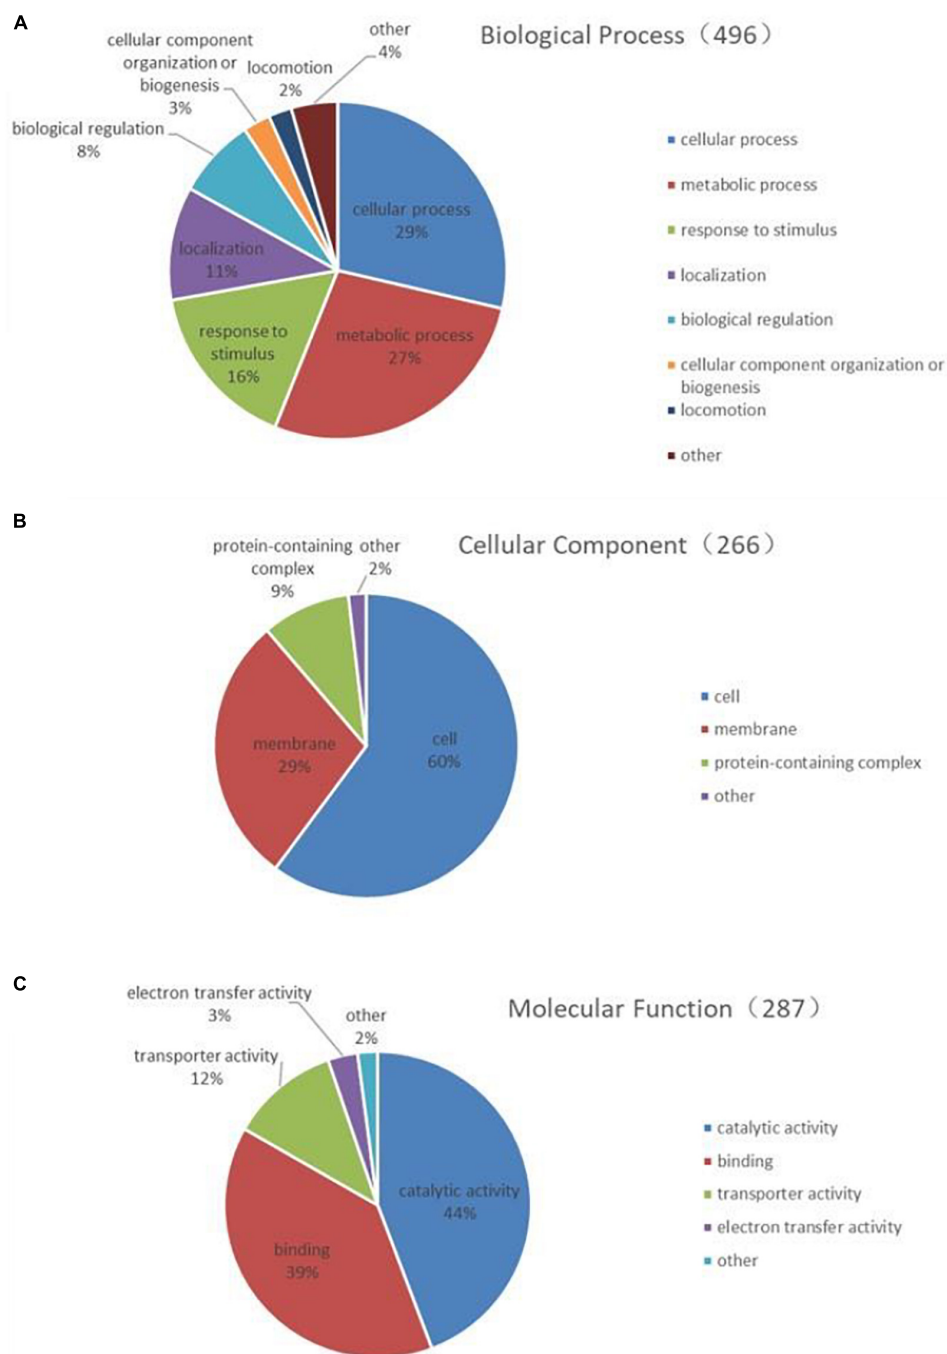 A
Biological Process（496）
other
4%
cellular component
organization or
biogenesis
3%
locomotion
2%
biological regulation
8%
cellular process
29%
localization
11%
response to
stimulus
16%
metabolic process
27%
cellular process
metabolic process
response to stimulus
localization
biological regulation
cellular component organization or
biogenesis
locomotion
other
B
Cellular Component（266）
protein-containing
complex
9%
other
2%
membrane
29%
cell
60%
cell
membrane
protein-containing complex
other
C
Molecular Function（287）
electron transfer activity
3%
other
2%
transporter activity
12%
catalytic activity
44%
binding
39%
catalytic activity
binding
transporter activity
electron transfer activity
other